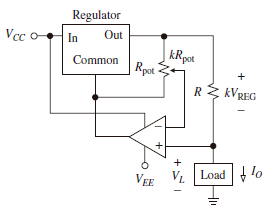 Regulator
V_CC
In
Out
Common
R_pot
kR_pot
R
+
kV_REG
−
−
+
V_EE
+
V_L
−
Load
I_O